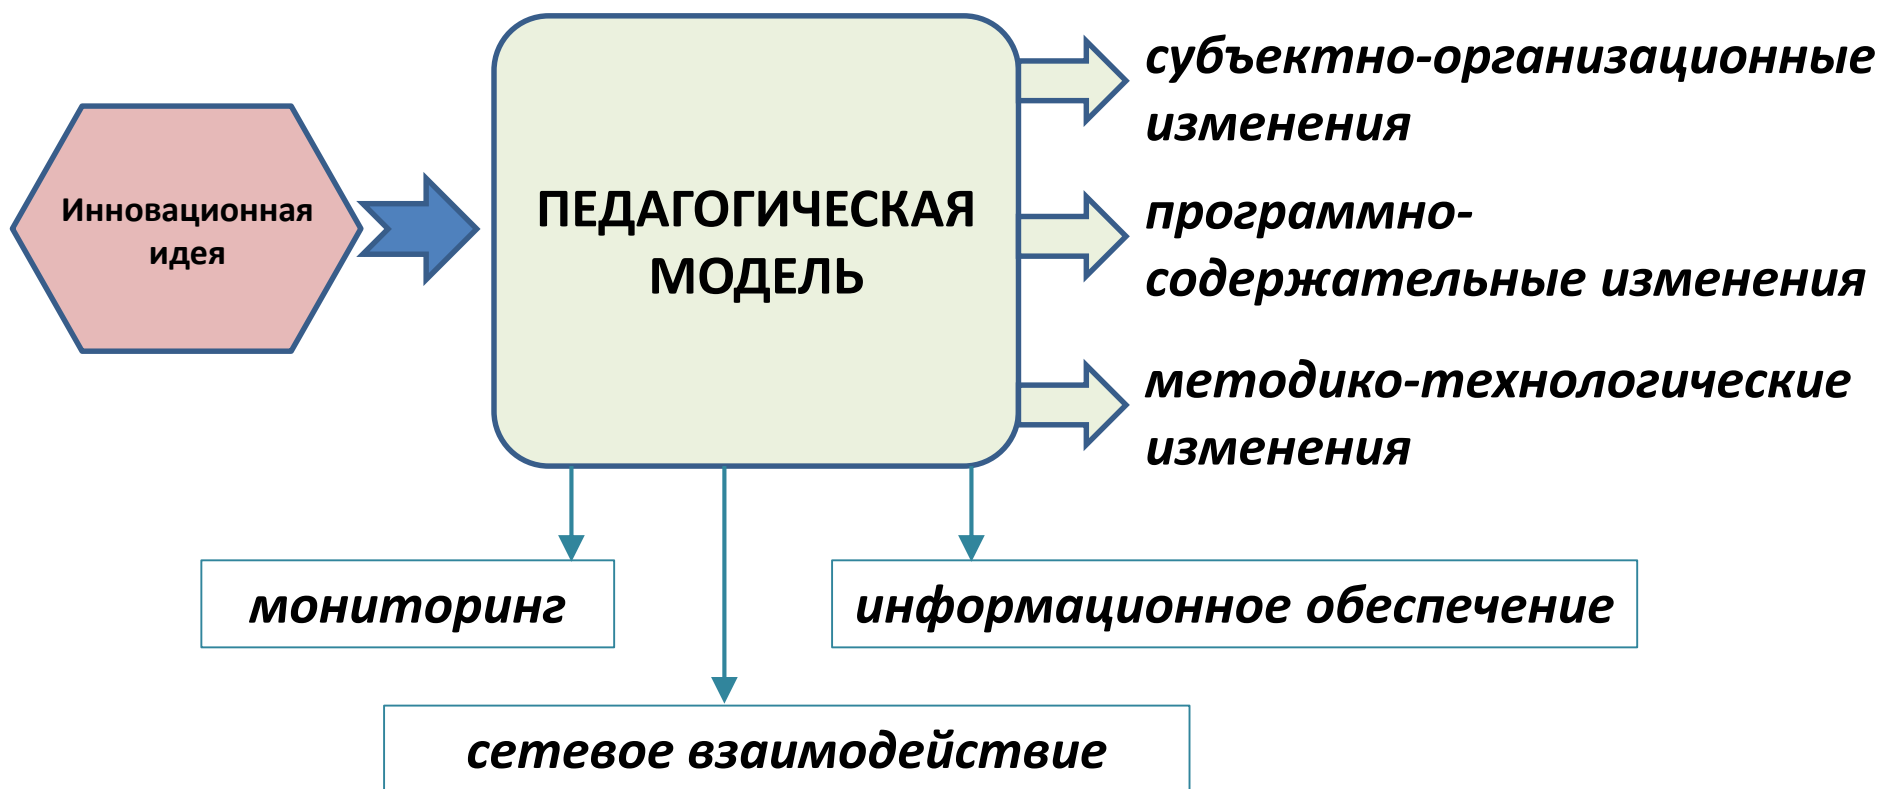 Инновационная
идея
ПЕДАГОГИЧЕСКАЯ
МОДЕЛЬ
субъектно-организационные
изменения
программно-
содержательные изменения
методико-технологические
изменения
мониторинг
информационное обеспечение
сетевое взаимодействие